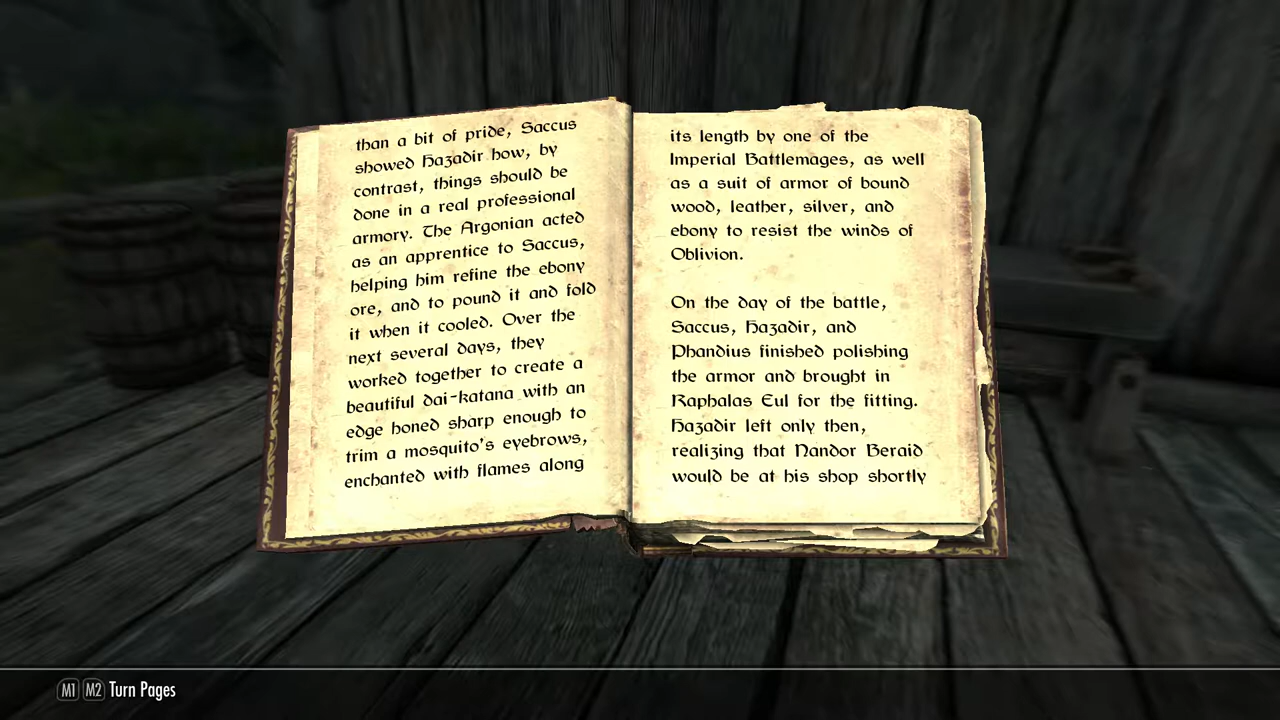 than a bit of pride, Saccus
showed Hazadir how, by
contrast, things should be
done in a real professional
armory. The Argonian acted
as an apprentice to Saccus,
helping him refine the ebony
ore, and to pound it and fold
it when it cooled. Over the
next several days, they
worked together to create a
beautiful dai-katana with an
edge honed sharp enough to
trim a mosquito's eyebrows,
enchanted with flames along
its length by one of the
Imperial Battlemages, as well
as a suit of armor of bound
wood, leather, silver, and
ebony to resist the winds of
Oblivion.
On the day of the battle,
Saccus, Hazadir, and
Phandius finished polishing
the armor and brought in
Raphalas Eul for the fitting.
Hazadir left only then,
realizing that Nandor Beraid
would be at his shop shortly
M1 M2 Turn Pages